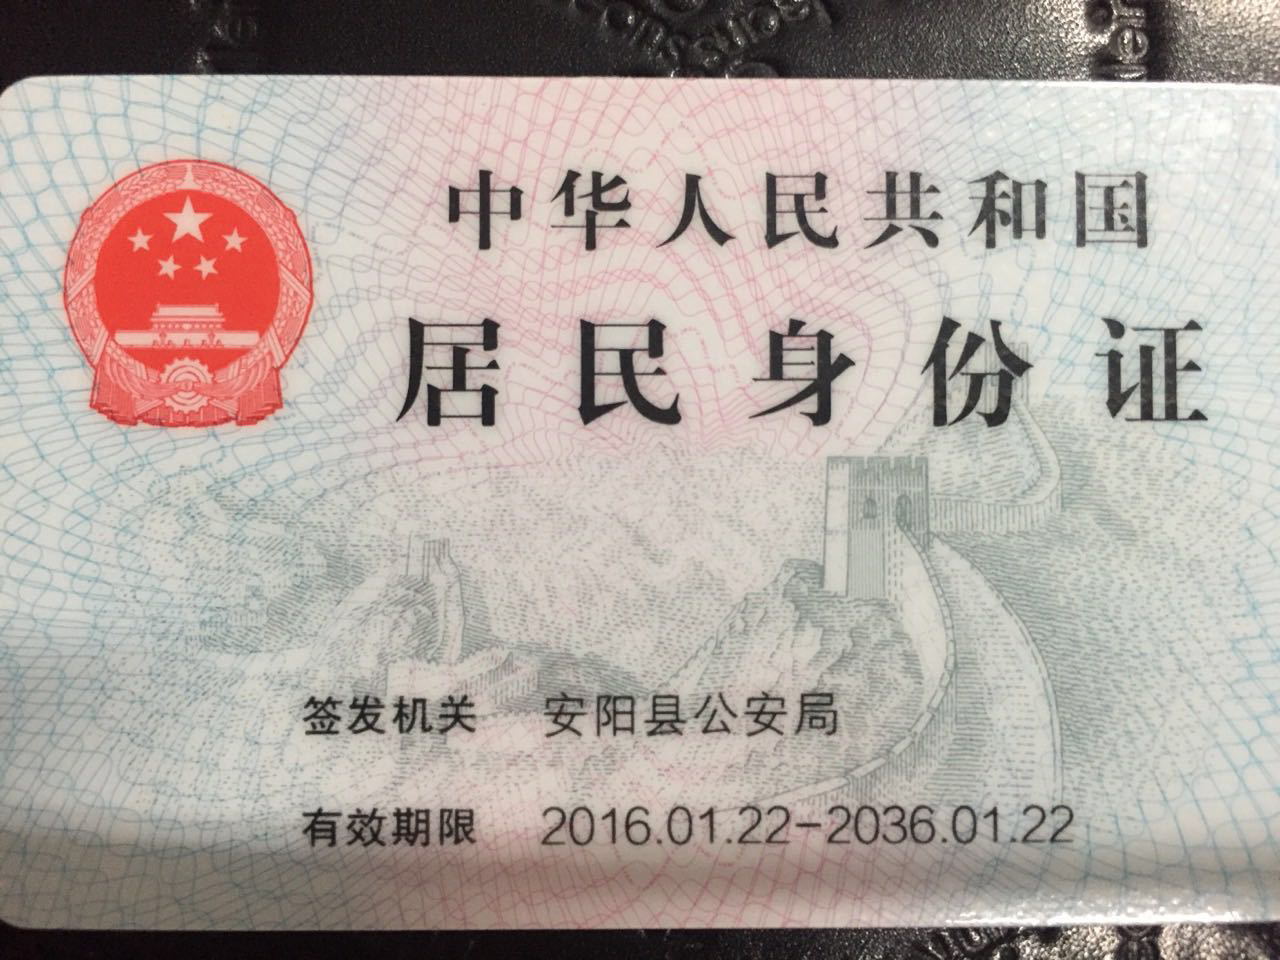 中华人民共和国
居民身份证
签发机关 安阳县公安局
有效期限 2016.01.22-2036.01.22